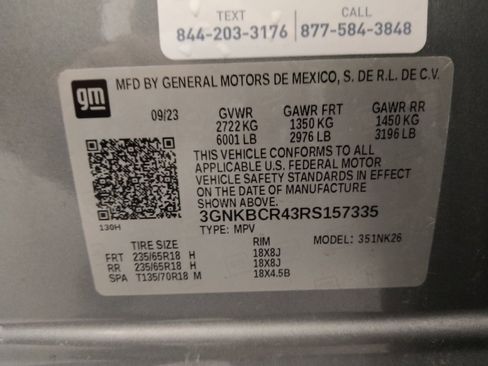 TEXT CALL
844-203-3176 877-584-3848
gm MFD BY GENERAL MOTORS DE MEXICO, S. DE R.L. DE C.V.
09/23 GVWR GAWR FRT GAWR RR
2722 KG 1350 KG 1450 KG
6001 LB 2976 LB 3196 LB
THIS VEHICLE CONFORMS TO ALL
APPLICABLE U.S. FEDERAL MOTOR
VEHICLE SAFETY STANDARDS IN EFFECT
ON THE DATE OF MANUFACTURE SHOWN ABOVE.
3GNKBCR43RS157335
130H TYPE: MPV
TIRE SIZE RIM MODEL: 351NK26
FRT 235/65R18 H 18X8J
RR 235/65R18 H 18X8J
SPA T135/70R18 M 18X4.5B